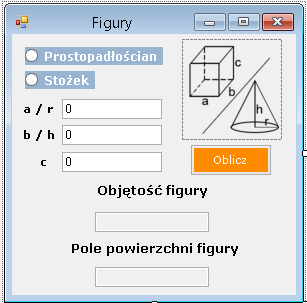 Figury
Prostopadłościan
Stożek
a / r 0
b / h 0
c 0
c
b
a
h
r
Oblicz
Objętość figury
Pole powierzchni figury